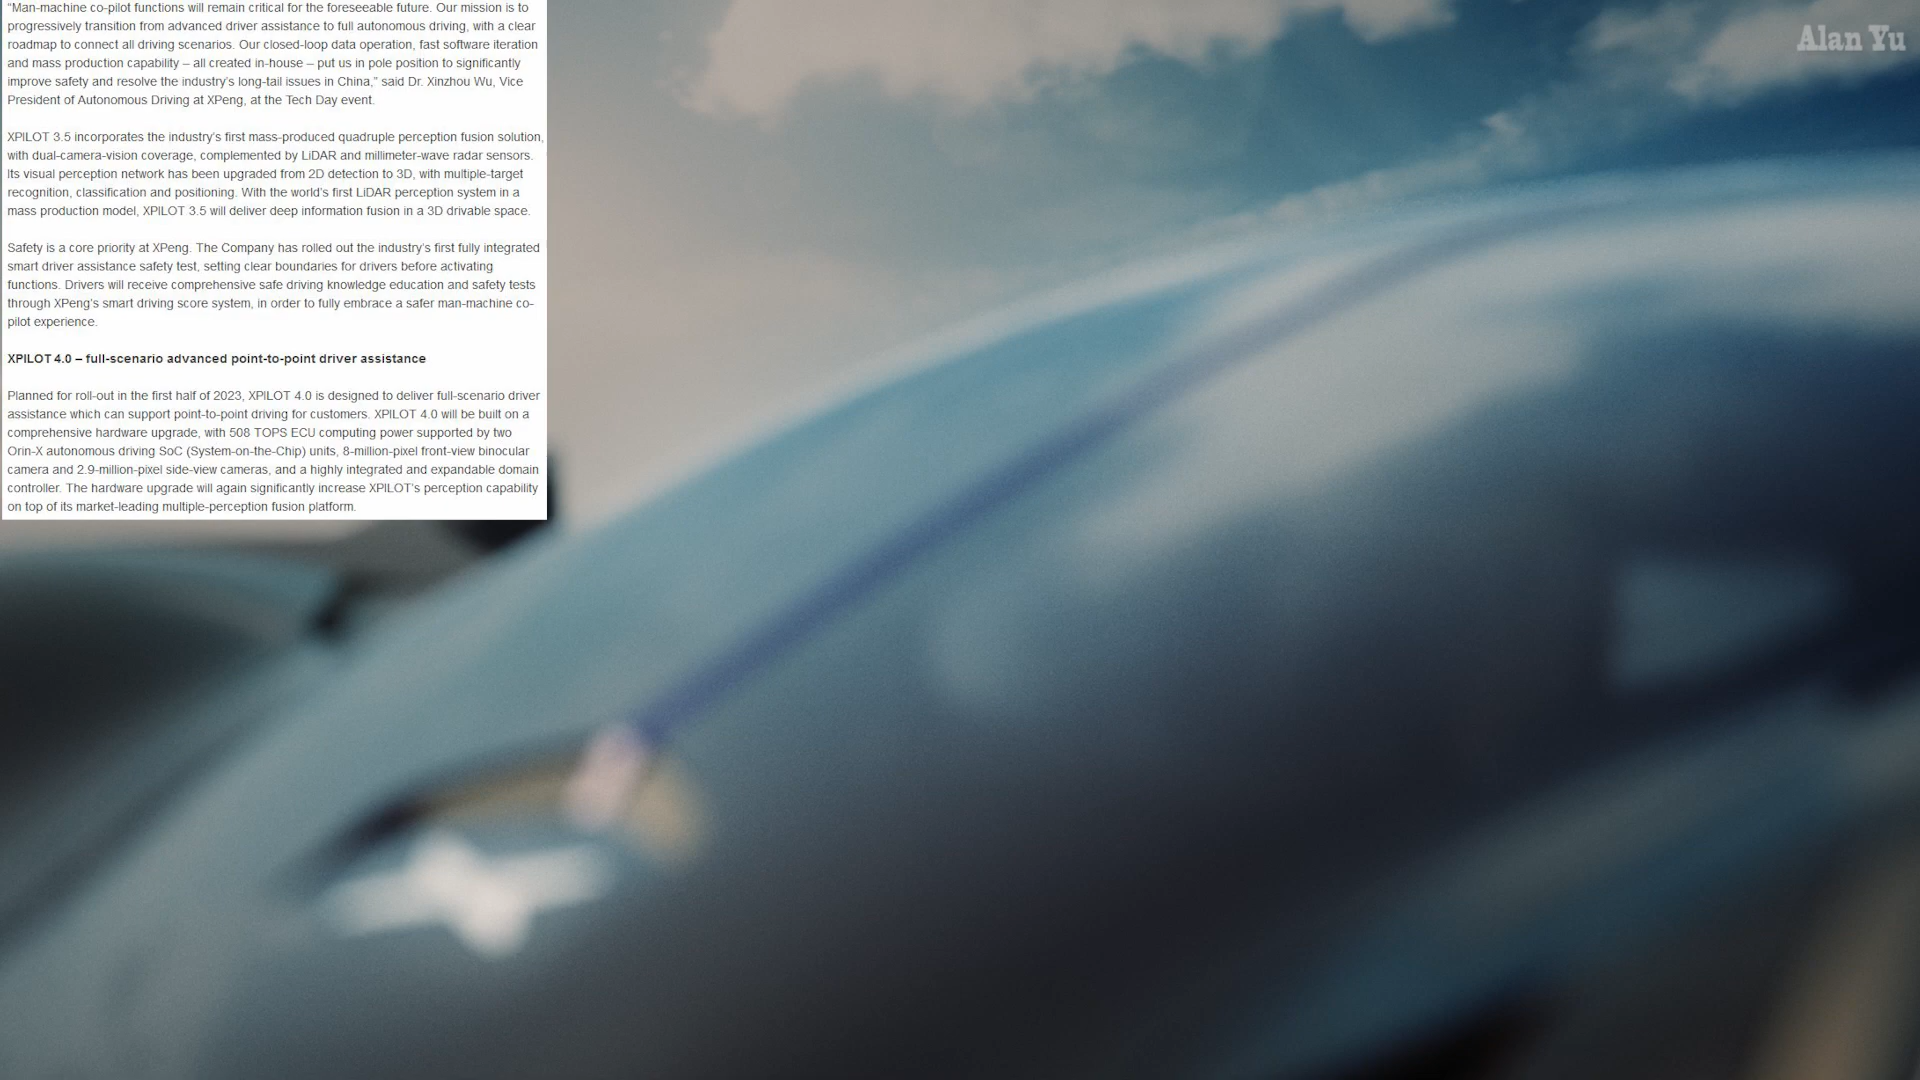 “Man-machine co-pilot functions will remain critical for the foreseeable future. Our mission is to
progressively transition from advanced driver assistance to full autonomous driving, with a clear
roadmap to connect all driving scenarios. Our closed-loop data operation, fast software iteration
and mass production capability – all created in-house – put us in pole position to significantly
improve safety and resolve the industry’s long-tail issues in China,” said Dr. Xinzhou Wu, Vice
President of Autonomous Driving at XPeng, at the Tech Day event.
XPILOT 3.5 incorporates the industry’s first mass-produced quadruple perception fusion solution,
with dual-camera-vision coverage, complemented by LiDAR and millimeter-wave radar sensors.
Its visual perception network has been upgraded from 2D detection to 3D, with multiple-target
recognition, classification and positioning. With the world’s first LiDAR perception system in a
mass production model, XPILOT 3.5 will deliver deep information fusion in a 3D drivable space.
Safety is a core priority at XPeng. The Company has rolled out the industry’s first fully integrated
smart driver assistance safety test, setting clear boundaries for drivers before activating
functions. Drivers will receive comprehensive safe driving knowledge education and safety tests
through XPeng’s smart driving score system, in order to fully embrace a safer man-machine co-
pilot experience.
XPILOT 4.0 – full-scenario advanced point-to-point driver assistance
Planned for roll-out in the first half of 2023, XPILOT 4.0 is designed to deliver full-scenario driver
assistance which can support point-to-point driving for customers. XPILOT 4.0 will be built on a
comprehensive hardware upgrade, with 508 TOPS ECU computing power supported by two
Orin-X autonomous driving SoC (System-on-the-Chip) units, 8-million-pixel front-view binocular
camera and 2.9-million-pixel side-view cameras, and a highly integrated and expandable domain
controller. The hardware upgrade will again significantly increase XPILOT’s perception capability
on top of its market-leading multiple-perception fusion platform.
Alan Yu